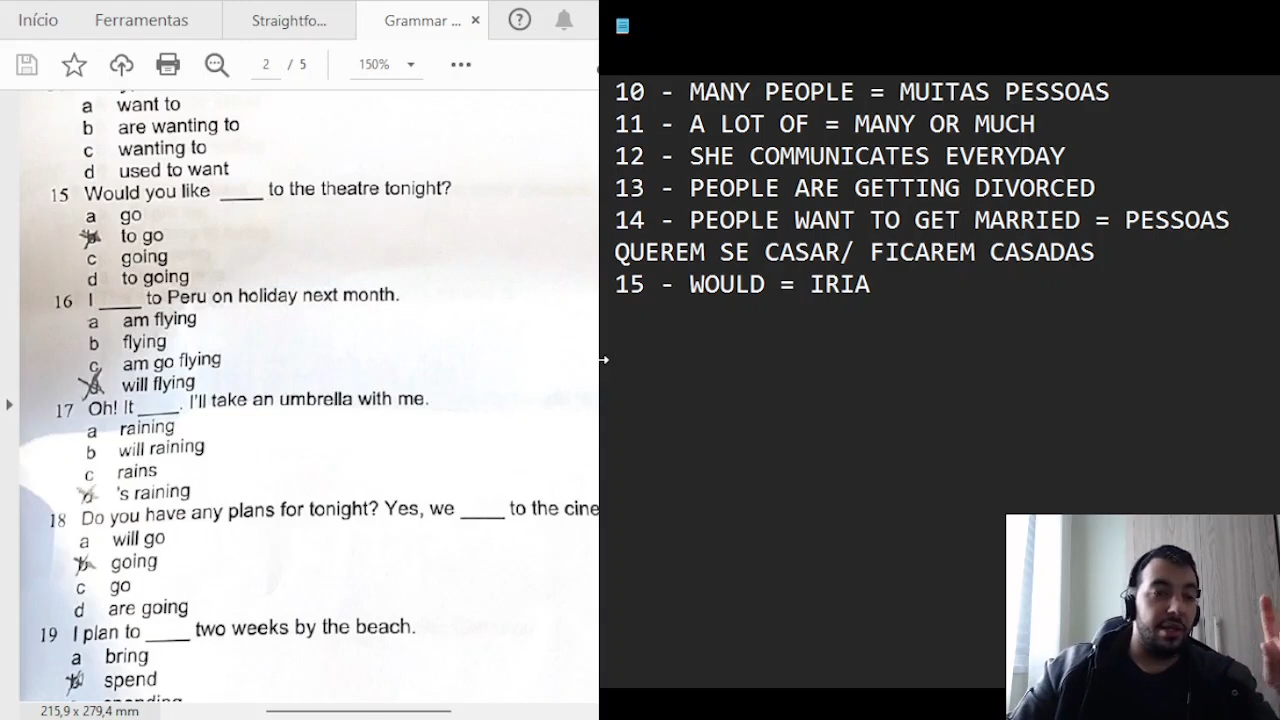 Início
Ferramentas
Straightfo...
Grammar ...
2 / 5
150%
a want to
b are wanting to
c wanting to
d used to want
15 Would you like ____ to the theatre tonight?
a go
to go
c going
d to going
16 I ____ to Peru on holiday next month.
a am flying
b flying
c am go flying
will flying
17 Oh! It ____. I'll take an umbrella with me.
a raining
b will raining
c rains
's raining
18 Do you have any plans for tonight? Yes, we ____ to the cine
a will go
b going
c go
d are going
19 I plan to ____ two weeks by the beach.
a bring
b spend
215,9 x 279,4 mm
10 - MANY PEOPLE = MUITAS PESSOAS
11 - A LOT OF = MANY OR MUCH
12 - SHE COMMUNICATES EVERYDAY
13 - PEOPLE ARE GETTING DIVORCED
14 - PEOPLE WANT TO GET MARRIED = PESSOAS
QUEREM SE CASAR/ FICAREM CASADAS
15 - WOULD = IRIA